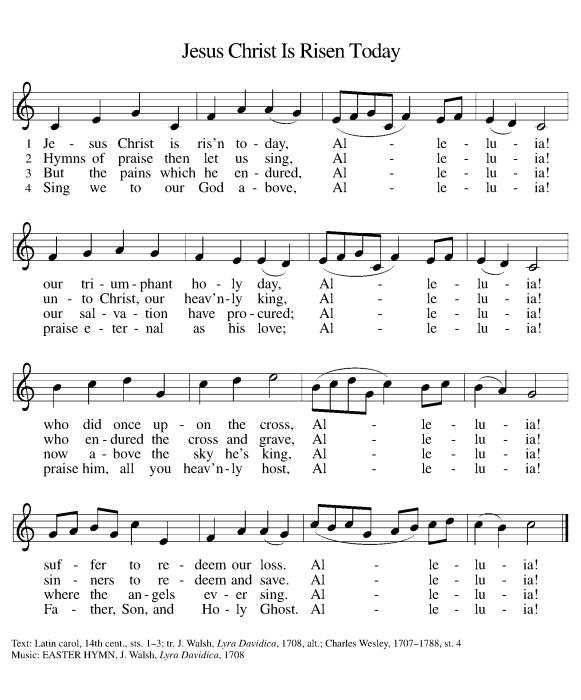 Jesus Christ Is Risen Today
1 Je - sus Christ is ris'n to - day, Al - le - lu - ia!
2 Hymns of praise then let us sing, Al - le - lu - ia!
3 But the pains which he en - dured, Al - le - lu - ia!
4 Sing we to our God a - bove, Al - le - lu - ia!
our tri - um - phant ho - ly day, Al - le - lu - ia!
un - to Christ, our heav'n - ly king, Al - le - lu - ia!
our sal - va - tion have pro - cured; Al - le - lu - ia!
praise e - ter - nal as his love; Al - le - lu - ia!
who did once up - on the cross, Al - le - lu - ia!
who en - dured the cross and grave, Al - le - lu - ia!
now a - bove the sky he's king, Al - le - lu - ia!
praise him, all you heav'n - ly host, Al - le - lu - ia!
suf - fer to re - deem our loss. Al - le - lu - ia!
sin - ners to re - deem and save. Al - le - lu - ia!
where the an - gels ev - er sing. Al - le - lu - ia!
Fa - ther, Son, and Ho - ly Ghost. Al - le - lu - ia!
Text: Latin carol, 14th cent., sts. 1–3; tr. J. Walsh, Lyra Davidica, 1708, alt.; Charles Wesley, 1707–1788, st. 4
Music: EASTER HYMN, J. Walsh, Lyra Davidica, 1708